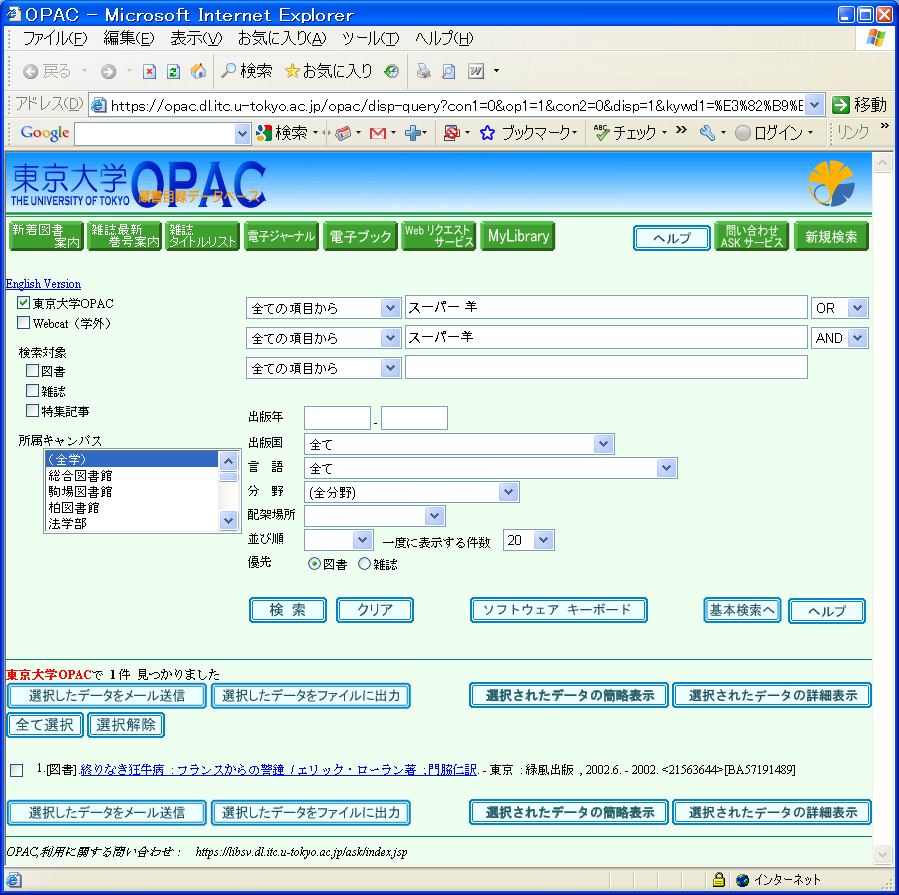 OPAC - Microsoft Internet Explorer
ファイル(F) 編集(E) 表示(V) お気に入り(A) ツール(T) ヘルプ(H)
戻る 検索 お気に入り
アドレス(D) https://opac.dl.itc.u-tokyo.ac.jp/opac/disp-query?con1=0&op1=1&con2=0&disp=1&kywd1=%E3%82%B9%E 移動
Google 検索 ブックマーク チェック ログイン リンク
東京大学 OPAC
THE UNIVERSITY OF TOKYO 蔵書目録データベース
新着図書案内 雑誌最新巻号案内 雑誌タイトルリスト 電子ジャーナル 電子ブック Web リクエストサービス MyLibrary ヘルプ 問い合わせ ASK サービス 新規検索
English Version
東京大学OPAC 全ての項目から スーパー 羊 OR
Webcat（学外）
全ての項目から スーパー羊 AND
検索対象
図書 全ての項目から
雑誌
特集記事
出版年 -
所属キャンパス
出版国 全て
(全学)
総合図書館
駒場図書館
柏図書館
法学部
言 語 全て
分 野 (全分野)
配架場所
並び順 一度に表示する件数 20
優先 図書 雑誌
検 索 クリア ソフトウェア キーボード 基本検索へ ヘルプ
東京大学OPACで 1件 見つかりました
選択したデータをメール送信 選択したデータをファイルに出力 選択されたデータの簡略表示 選択されたデータの詳細表示
全て選択 選択解除
1.[図書].終りなき狂牛病 : フランスからの警鐘 / エリック・ローラン著 ; 門脇仁訳. - 東京 : 緑風出版 , 2002.6. - 2002. <21563644>[BA57191489]
選択したデータをメール送信 選択したデータをファイルに出力 選択されたデータの簡略表示 選択されたデータの詳細表示
OPAC利用に関する問い合わせ： https://libsv.dl.itc.u-tokyo.ac.jp/ask/index.jsp
インターネット